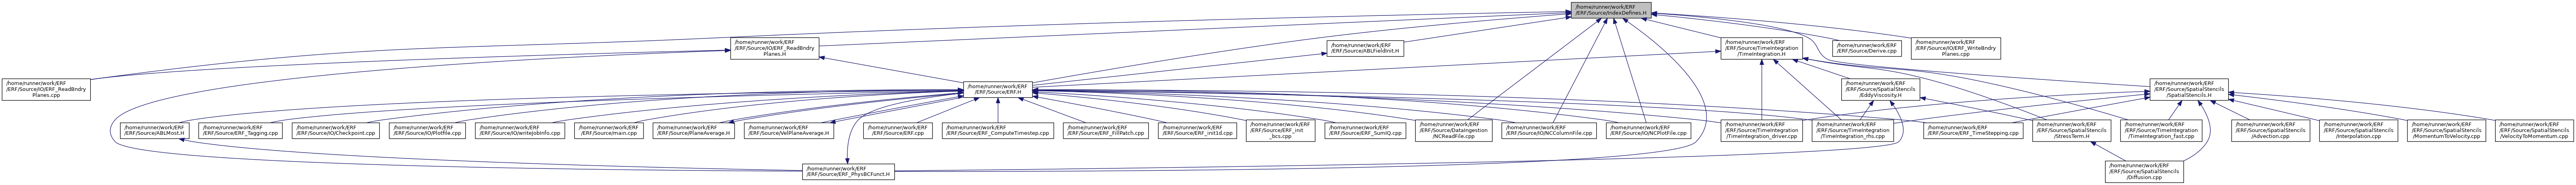 /home/runner/work/ERF
/ERF/Source/IndexDefines.H
/home/runner/work/ERF
/ERF/Source/IO/ERF_ReadBndry
Planes.H
/home/runner/work/ERF
/ERF/Source/ABLFieldInit.H
/home/runner/work/ERF
/ERF/Source/TimeIntegration
/TimeIntegration.H
/home/runner/work/ERF
/ERF/Source/Derive.cpp
/home/runner/work/ERF
/ERF/Source/IO/ERF_WriteBndry
Planes.cpp
/home/runner/work/ERF
/ERF/Source/IO/ERF_ReadBndry
Planes.cpp
/home/runner/work/ERF
/ERF/Source/ERF.H
/home/runner/work/ERF
/ERF/Source/SpatialStencils
/EddyViscosity.H
/home/runner/work/ERF
/ERF/Source/SpatialStencils
/SpatialStencils.H
/home/runner/work/ERF
/ERF/Source/ABLMost.H
/home/runner/work/ERF
/ERF/Source/ERF_Tagging.cpp
/home/runner/work/ERF
/ERF/Source/IO/Checkpoint.cpp
/home/runner/work/ERF
/ERF/Source/IO/Plotfile.cpp
/home/runner/work/ERF
/ERF/Source/IO/writeJobInfo.cpp
/home/runner/work/ERF
/ERF/Source/main.cpp
/home/runner/work/ERF
/ERF/Source/IO/PlaneAverage.H
/home/runner/work/ERF
/ERF/Source/VelPlaneAverage.H
/home/runner/work/ERF
/ERF/Source/ERF.cpp
/home/runner/work/ERF
/ERF/Source/ERF_ComputeTimestep.cpp
/home/runner/work/ERF
/ERF/Source/ERF_FillPatch.cpp
/home/runner/work/ERF
/ERF/Source/ERF_init1d.cpp
/home/runner/work/ERF
/ERF/Source/ERF_init
_bcs.cpp
/home/runner/work/ERF
/ERF/Source/ERF_SumIQ.cpp
/home/runner/work/ERF
/ERF/Source/DataIngestion
/NCReadFile.cpp
/home/runner/work/ERF
/ERF/Source/IO/NCColumnFile.cpp
/home/runner/work/ERF
/ERF/Source/IO/NCPlotFile.cpp
/home/runner/work/ERF
/ERF/Source/TimeIntegration
/TimeIntegration_driver.cpp
/home/runner/work/ERF
/ERF/Source/TimeIntegration
/TimeIntegration_rhs.cpp
/home/runner/work/ERF
/ERF/Source/ERF_TimeStepping.cpp
/home/runner/work/ERF
/ERF/Source/SpatialStencils
/StressTerm.H
/home/runner/work/ERF
/ERF/Source/TimeIntegration
/TimeIntegration_fast.cpp
/home/runner/work/ERF
/ERF/Source/SpatialStencils
/Advection.cpp
/home/runner/work/ERF
/ERF/Source/SpatialStencils
/Interpolation.cpp
/home/runner/work/ERF
/ERF/Source/SpatialStencils
/MomentumToVelocity.cpp
/home/runner/work/ERF
/ERF/Source/SpatialStencils
/VelocityToMomentum.cpp
/home/runner/work/ERF
/ERF/Source/ERF_PhysBCFunct.H
/home/runner/work/ERF
/ERF/Source/SpatialStencils
/Diffusion.cpp